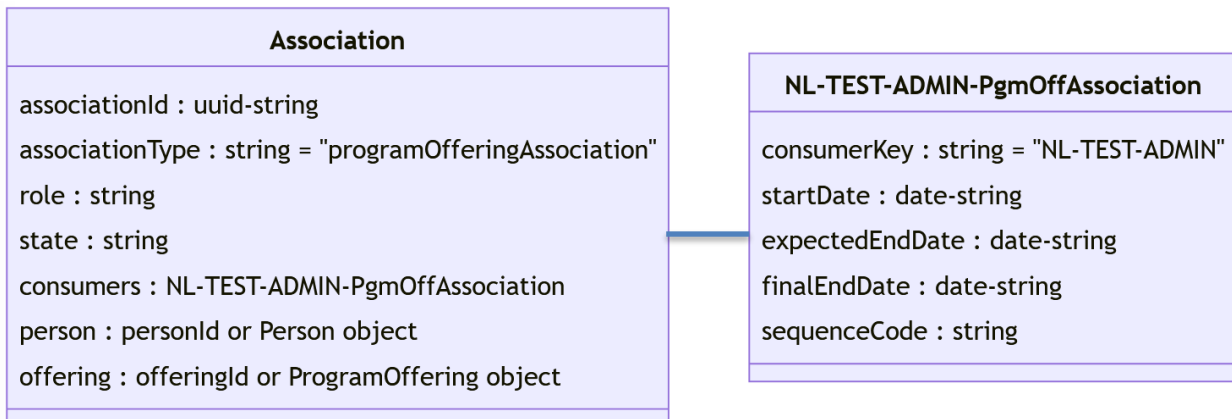 Association
associationId : uuid-string
associationType : string = "programOfferingAssociation"
role : string
state : string
consumers : NL-TEST-ADMIN-PgmOffAssociation
person : personId or Person object
offering : offeringId or ProgramOffering object
NL-TEST-ADMIN-PgmOffAssociation
consumerKey : string = "NL-TEST-ADMIN"
startDate : date-string
expectedEndDate : date-string
finalEndDate : date-string
sequenceCode : string